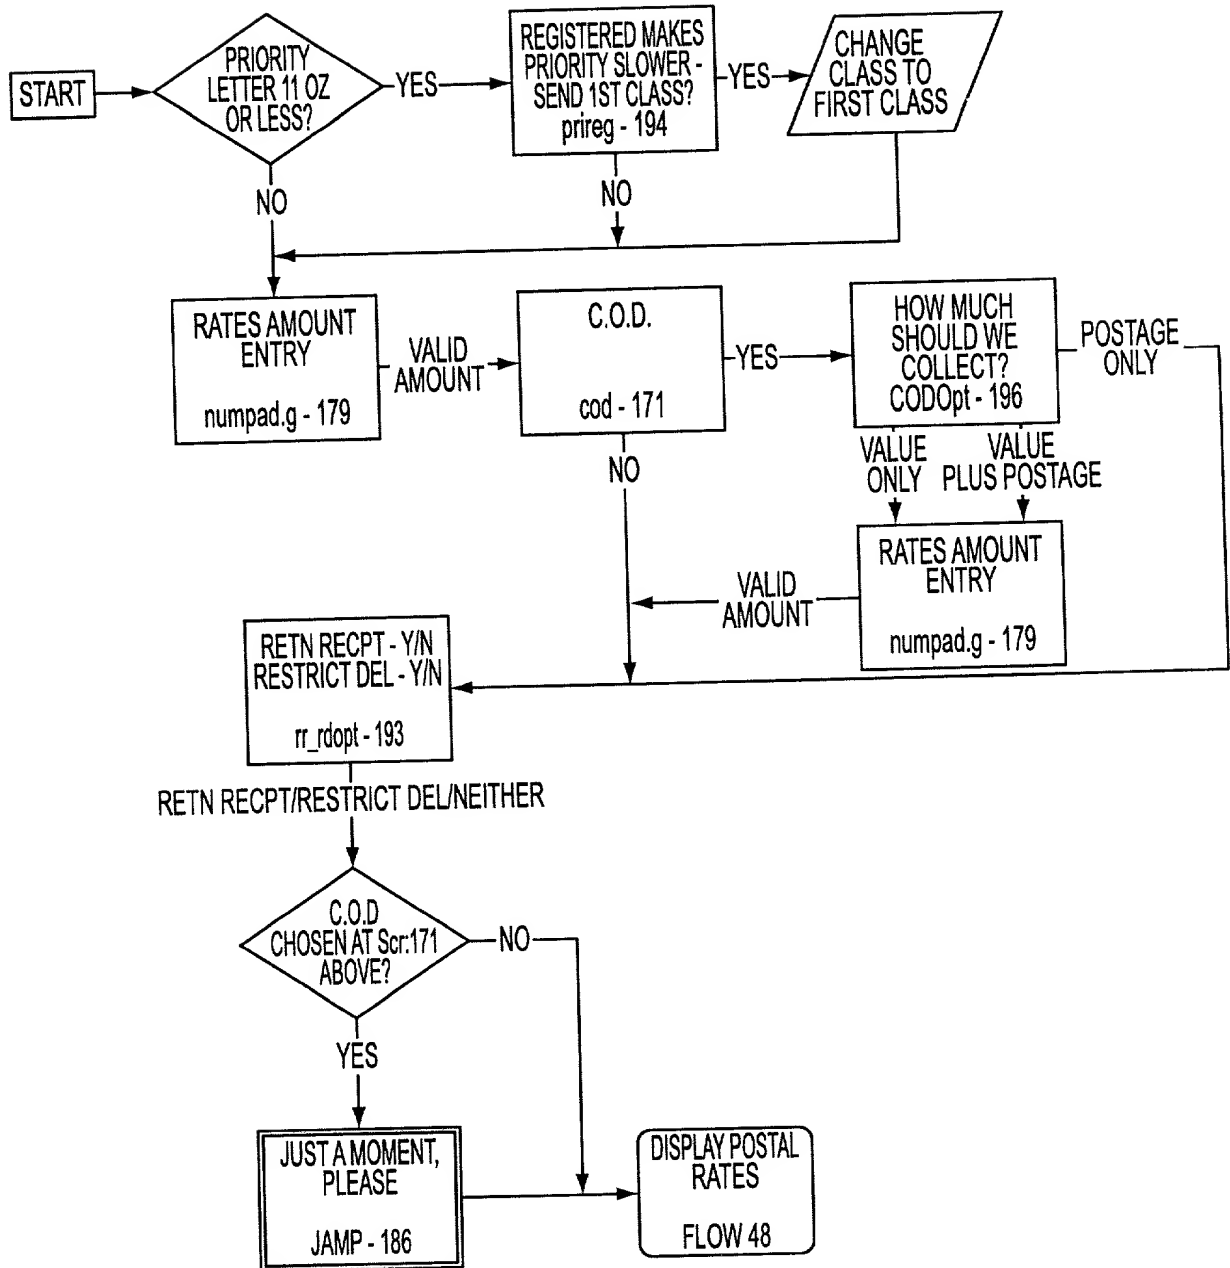 START
PRIORITY
LETTER 11 OZ
OR LESS?
YES
REGISTERED MAKES
PRIORITY SLOWER -
SEND 1ST CLASS?
prireg - 194
YES
CHANGE
CLASS TO
FIRST CLASS
NO
NO
RATES AMOUNT
ENTRY
numpad.g - 179
VALID
AMOUNT
C.O.D.
cod - 171
YES
HOW MUCH
SHOULD WE
COLLECT?
CODOpt - 196
POSTAGE
ONLY
NO
VALUE
ONLY
VALUE
PLUS POSTAGE
RATES AMOUNT
ENTRY
numpad.g - 179
VALID
AMOUNT
RETN RECPT - Y/N
RESTRICT DEL - Y/N
rr_rdopt - 193
RETN RECPT/RESTRICT DEL/NEITHER
C.O.D
CHOSEN AT Scr:171
ABOVE?
NO
YES
JUST A MOMENT,
PLEASE
JAMP - 186
DISPLAY POSTAL
RATES
FLOW 48